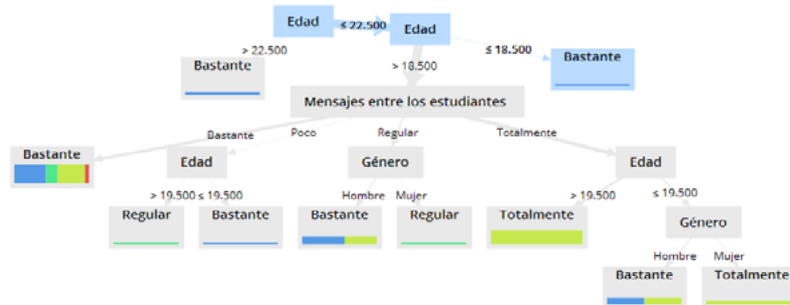 Edad
≤ 22.500
Edad
> 22.500
Bastante
> 18.500
≤ 18.500
Bastante
Mensajes entre los estudiantes
Bastante
Poco
Regular
Totalmente
Bastante
Edad
Género
Edad
> 19.500
≤ 19.500
Hombre
Mujer
> 19.500
≤ 19.500
Regular
Bastante
Bastante
Regular
Totalmente
Género
Hombre
Mujer
Bastante
Totalmente